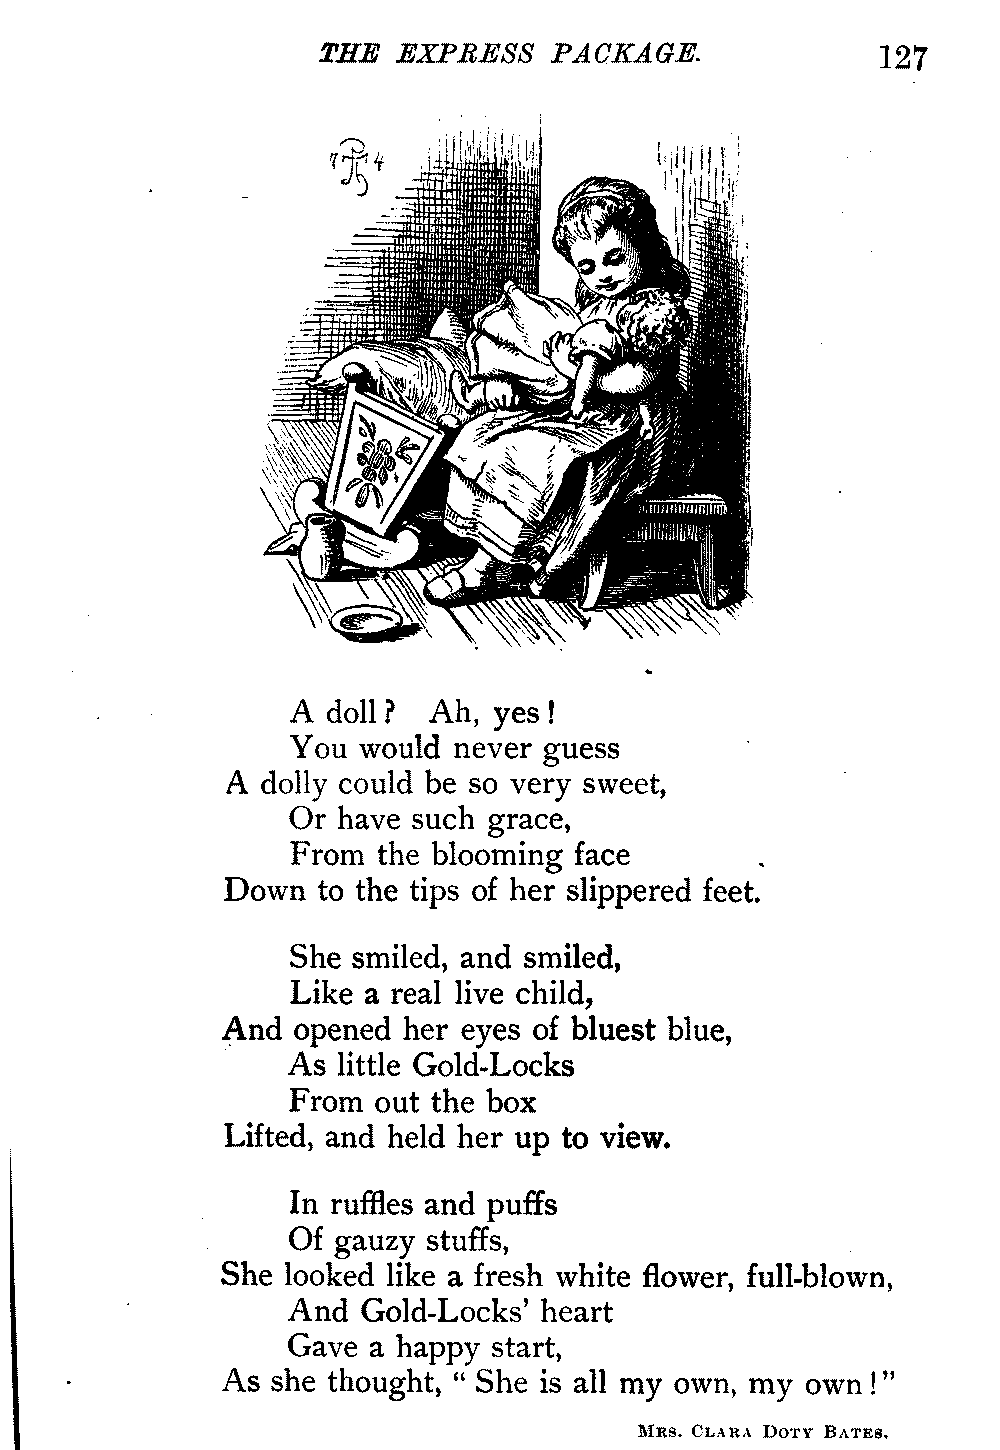 THE EXPRESS PACKAGE. 127
A doll? Ah, yes!
You would never guess
A dolly could be so very sweet,
Or have such grace,
From the blooming face
Down to the tips of her slippered feet.
She smiled, and smiled,
Like a real live child,
And opened her eyes of bluest blue,
As little Gold-Locks
From out the box
Lifted, and held her up to view.
In ruffles and puffs
Of gauzy stuffs,
She looked like a fresh white flower, full-blown,
And Gold-Locks' heart
Gave a happy start,
As she thought, “She is all my own, my own!”
MRS. CLARA DOTY BATES.